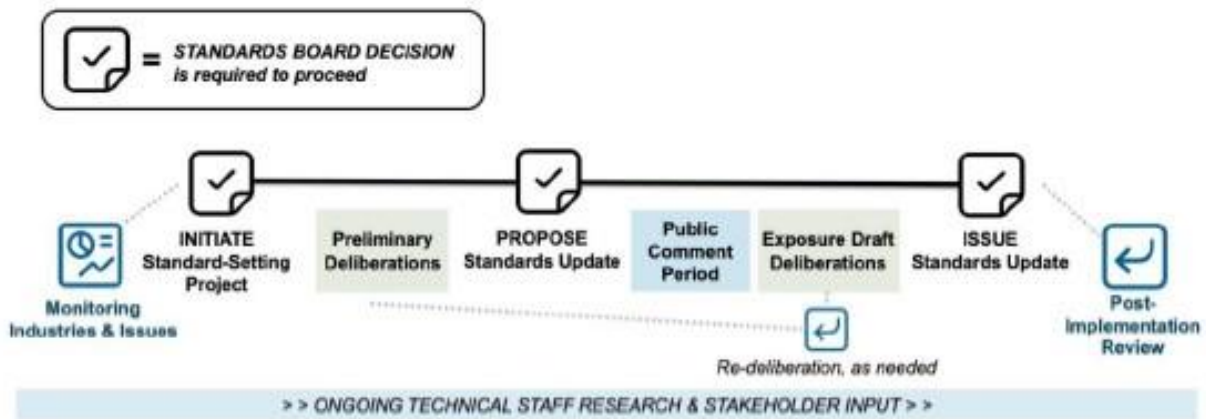 = STANDARDS BOARD DECISION
is required to proceed
INITIATE
Standard-Setting
Project
Preliminary
Deliberations
PROPOSE
Standards Update
Public
Comment
Period
Exposure Draft
Deliberations
ISSUE
Standards Update
Monitoring
Industries & Issues
Post-
Implementation
Review
Re-deliberation, as needed
> > ONGOING TECHNICAL STAFF RESEARCH & STAKEHOLDER INPUT > >